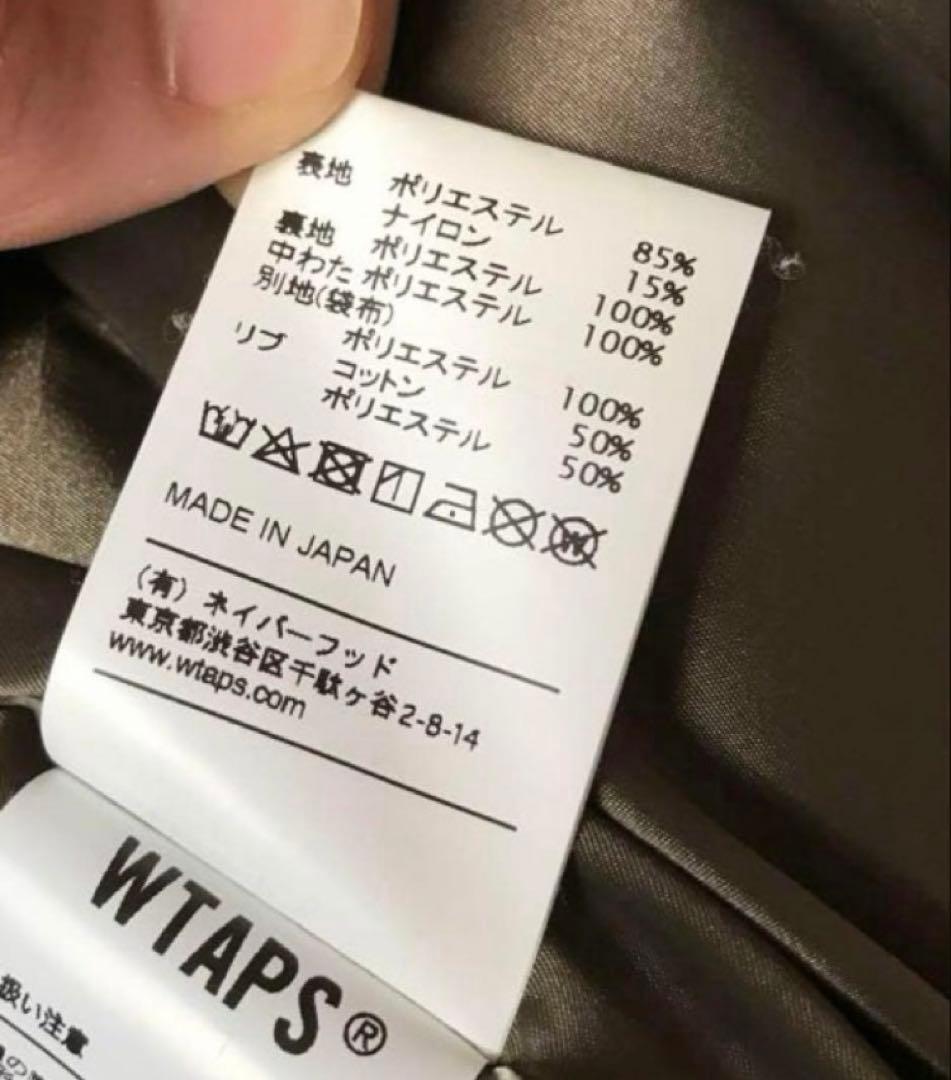 表地 ポリエステル 85%
ナイロン 15%
裏地 ポリエステル 100%
中わた ポリエステル 100%
別地(袋布)
ポリエステル 100%
リブ コットン 50%
ポリエステル 50%
MADE IN JAPAN
(有) ネイバーフッド
東京都渋谷区千駄ヶ谷2-8-14
www.wtaps.com
WTAPS®
扱い注意